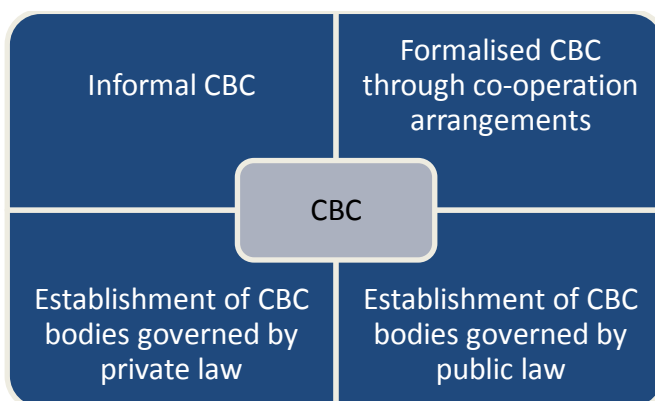 Informal CBC
Formalised CBC
through co-operation
arrangements
CBC
Establishment of CBC
bodies governed by
private law
Establishment of CBC
bodies governed by
public law